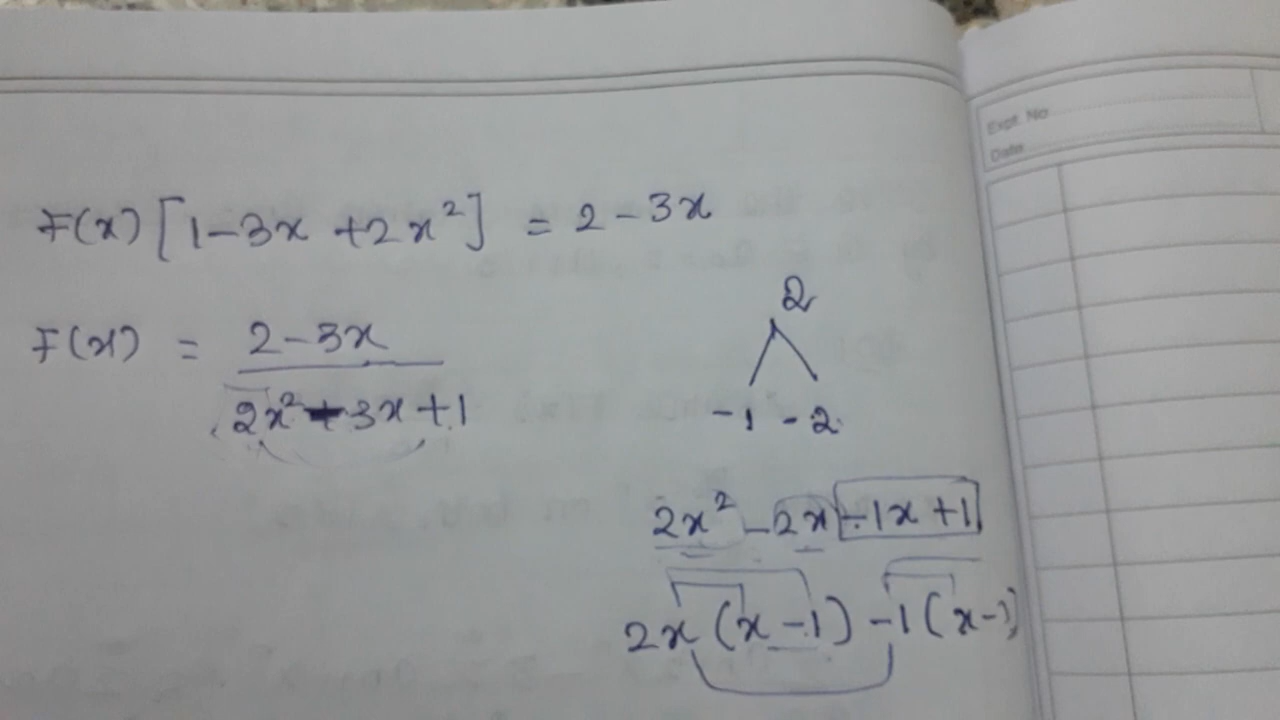 Expt. No
Date
F(x) [1-3x +2x²] = 2-3x
F(x) = 2-3x
2x² - 3x + 1
2
-1 -2
2x² - 2x - 1x + 1
2x (x-1) -1 (x-1)